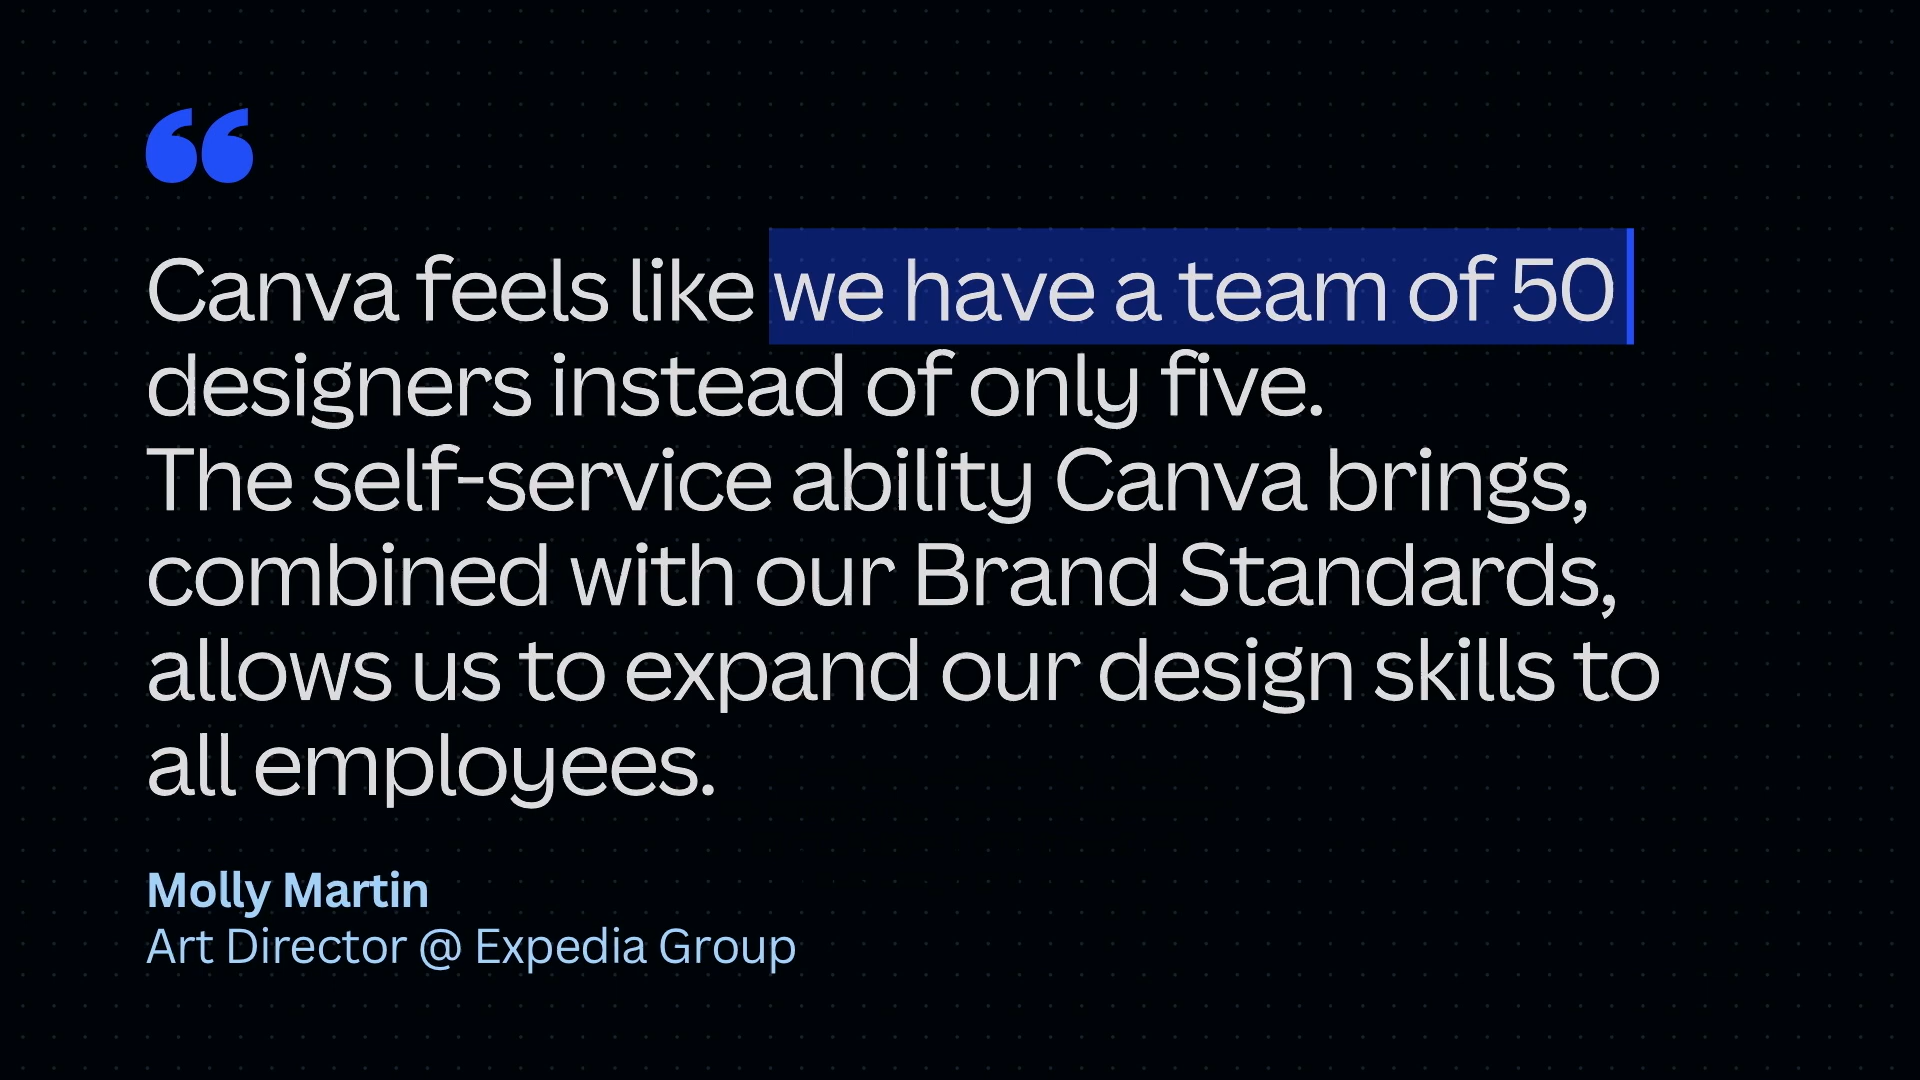 “
Canva feels like we have a team of 50
designers instead of only five.
The self-service ability Canva brings,
combined with our Brand Standards,
allows us to expand our design skills to
all employees.
Molly Martin
Art Director @ Expedia Group